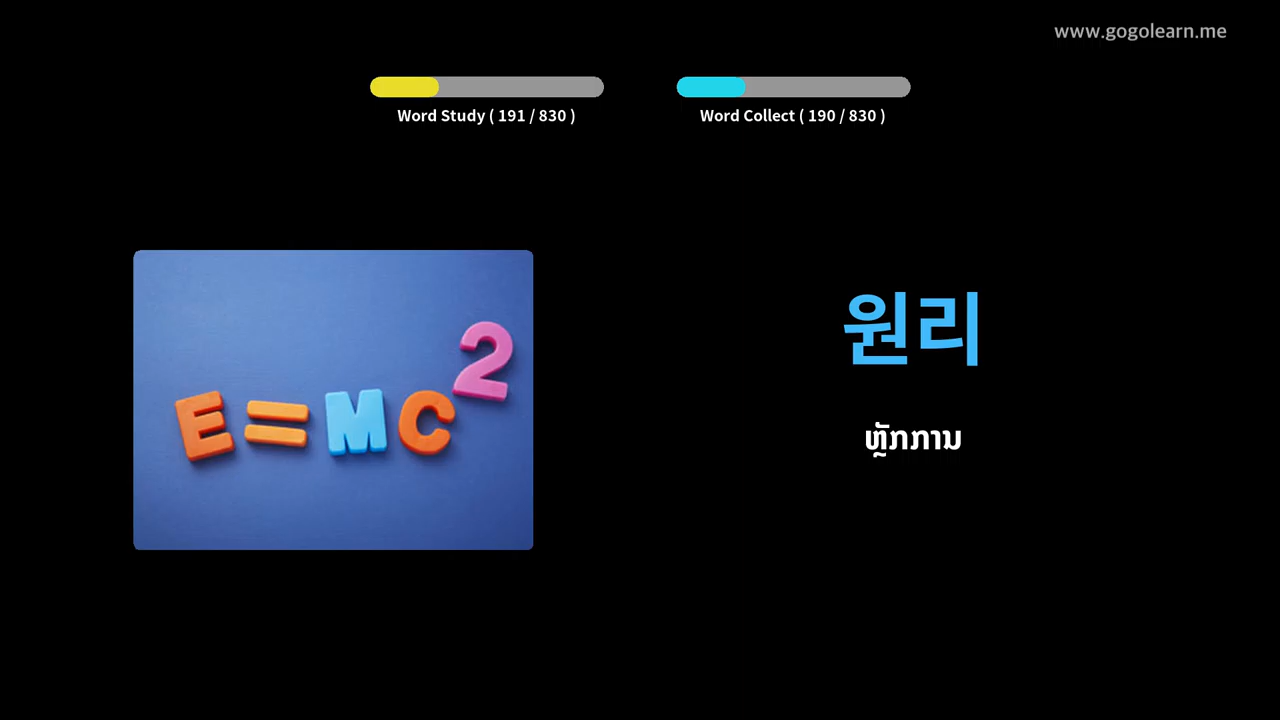 www.gogolearn.me
Word Study ( 191 / 830 )
Word Collect ( 190 / 830 )
E=MC2
원리
ຫຼັກການ